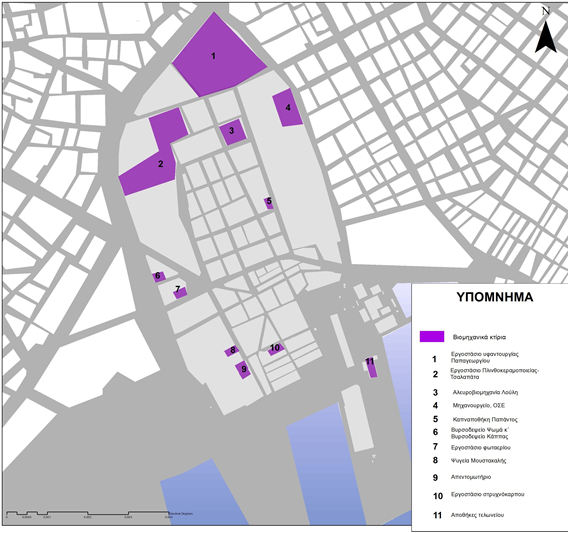 N
1
4
3
2
5
6
7
8
10
9
11
ΥΠΟΜΝΗΜΑ
Βιομηχανικά κτίρια
1 Εργοστάσιο υφαντουργίας
Παπαγεωργίου
2 Εργοστάσιο Πλινθοκεραμοποιείας-
Τσαλαπάτα
3 Αλευροβιομηχανία Λούλη
4 Μηχανουργείο, ΟΣΕ
5 Καπναποθήκη Παπάντος
6 Βυρσοδεψείο Ψωμά κ΄
Βυρσοδεψείο Κάππας
7 Εργοστάσιο φωταερίου
8 Ψυγεία Μουστακαλής
9 Απεντομωτήριο
10 Εργοστάσιο στρυχνόκαρπου
11 Αποθήκες τελωνείου